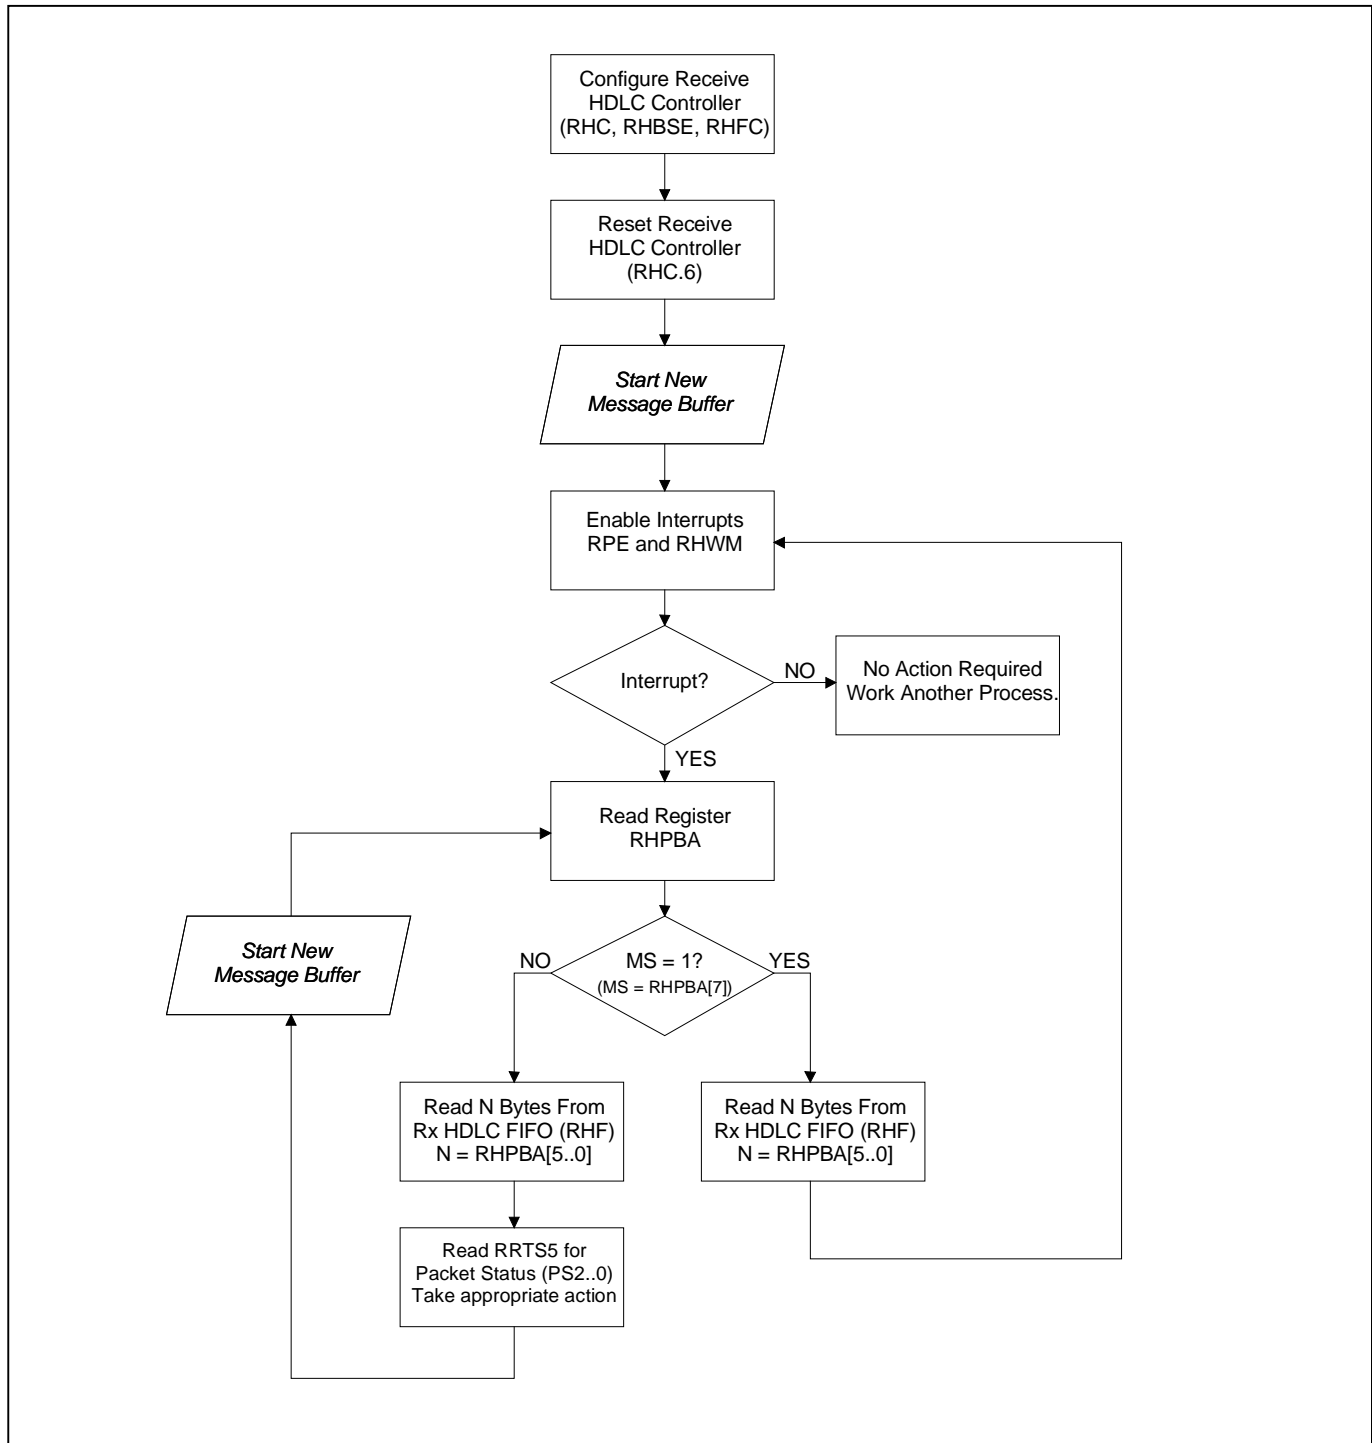 Configure Receive
HDLC Controller
(RHC, RHBSE, RHFC)
Reset Receive
HDLC Controller
(RHC.6)
Start New
Message Buffer
Enable Interrupts
RPE and RHWM
Interrupt?
NO
No Action Required
Work Another Process.
YES
Read Register
RHPBA
Start New
Message Buffer
NO
MS = 1?
(MS = RHPBA[7])
YES
Read N Bytes From
Rx HDLC FIFO (RHF)
N = RHPBA[5..0]
Read N Bytes From
Rx HDLC FIFO (RHF)
N = RHPBA[5..0]
Read RRTS5 for
Packet Status (PS2..0)
Take appropriate action